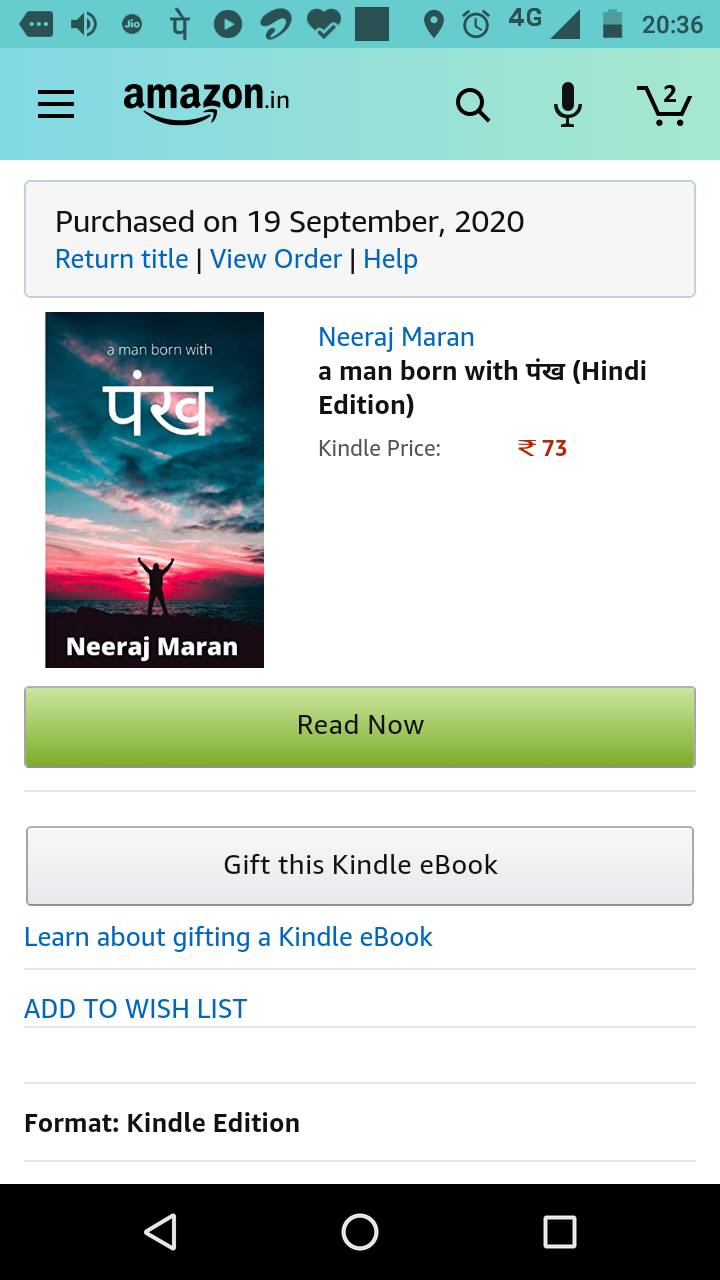 Jio पे 4G 20:36
amazon.in
2
Purchased on 19 September, 2020
Return title | View Order | Help
a man born with
पंख
Neeraj Maran
Neeraj Maran
a man born with पंख (Hindi
Edition)
Kindle Price: ₹ 73
Read Now
Gift this Kindle eBook
Learn about gifting a Kindle eBook
ADD TO WISH LIST
Format: Kindle Edition